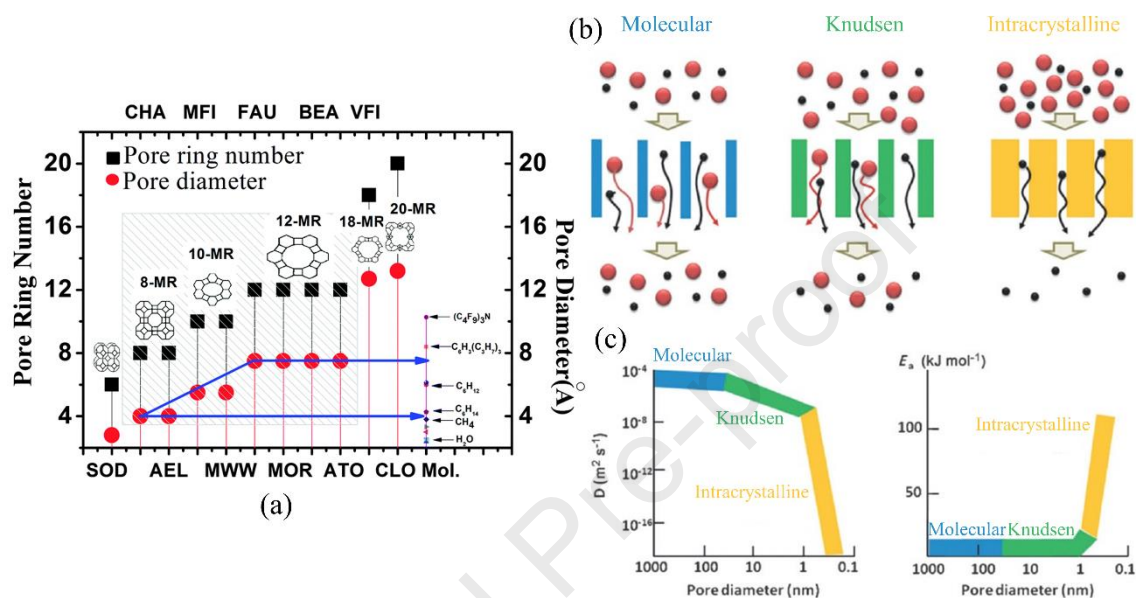 (a)
CHA MFI FAU BEA VFI
Pore ring number
Pore diameter
Pore Ring Number
20
16
12
8
4
8-MR
10-MR
12-MR
18-MR
20-MR
20
16
12
8
4
Pore Diameter(Å)
(C₄F₉)₃N
C₆H₁₂
CH₄
H₂O
SOD AEL MWW MOR ATO CLO Mol.
(b)
Molecular Knudsen Intracrystalline
(c)
D (m² s⁻¹)
10⁻⁴
10⁻⁸
10⁻¹²
10⁻¹⁶
Molecular
Knudsen
Intracrystalline
1000 100 10 1 0.1
Pore diameter (nm)
Eₐ (kJ mol⁻¹)
100
50
Intracrystalline
Molecular Knudsen
1000 100 10 1 0.1
Pore diameter (nm)
Pre-proof